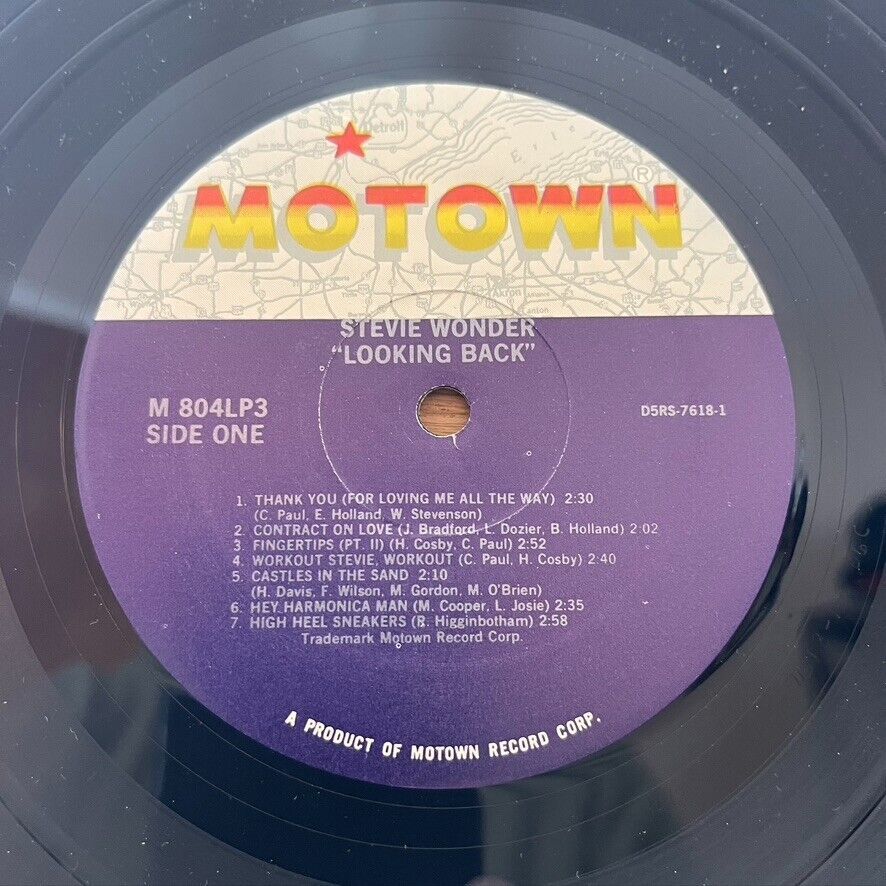 Detroit
Erie
MOTOWN®
Akron
Canton
STEVIE WONDER
"LOOKING BACK"
M 804LP3
SIDE ONE
D5RS-7618-1
1. THANK YOU (FOR LOVING ME ALL THE WAY) 2:30
(C. Paul, E. Holland, W. Stevenson)
2. CONTRACT ON LOVE (J. Bradford, L. Dozier, B. Holland) 2:02
3. FINGERTIPS (PT. II) (H. Cosby, C. Paul) 2:52
4. WORKOUT STEVIE, WORKOUT (C. Paul, H. Cosby) 2:40
5. CASTLES IN THE SAND 2:10
(H. Davis, F. Wilson, M. Gordon, M. O'Brien)
6. HEY HARMONICA MAN (M. Cooper, L. Josie) 2:35
7. HIGH HEEL SNEAKERS (R. Higginbotham) 2:58
Trademark Motown Record Corp.
A PRODUCT OF MOTOWN RECORD CORP.